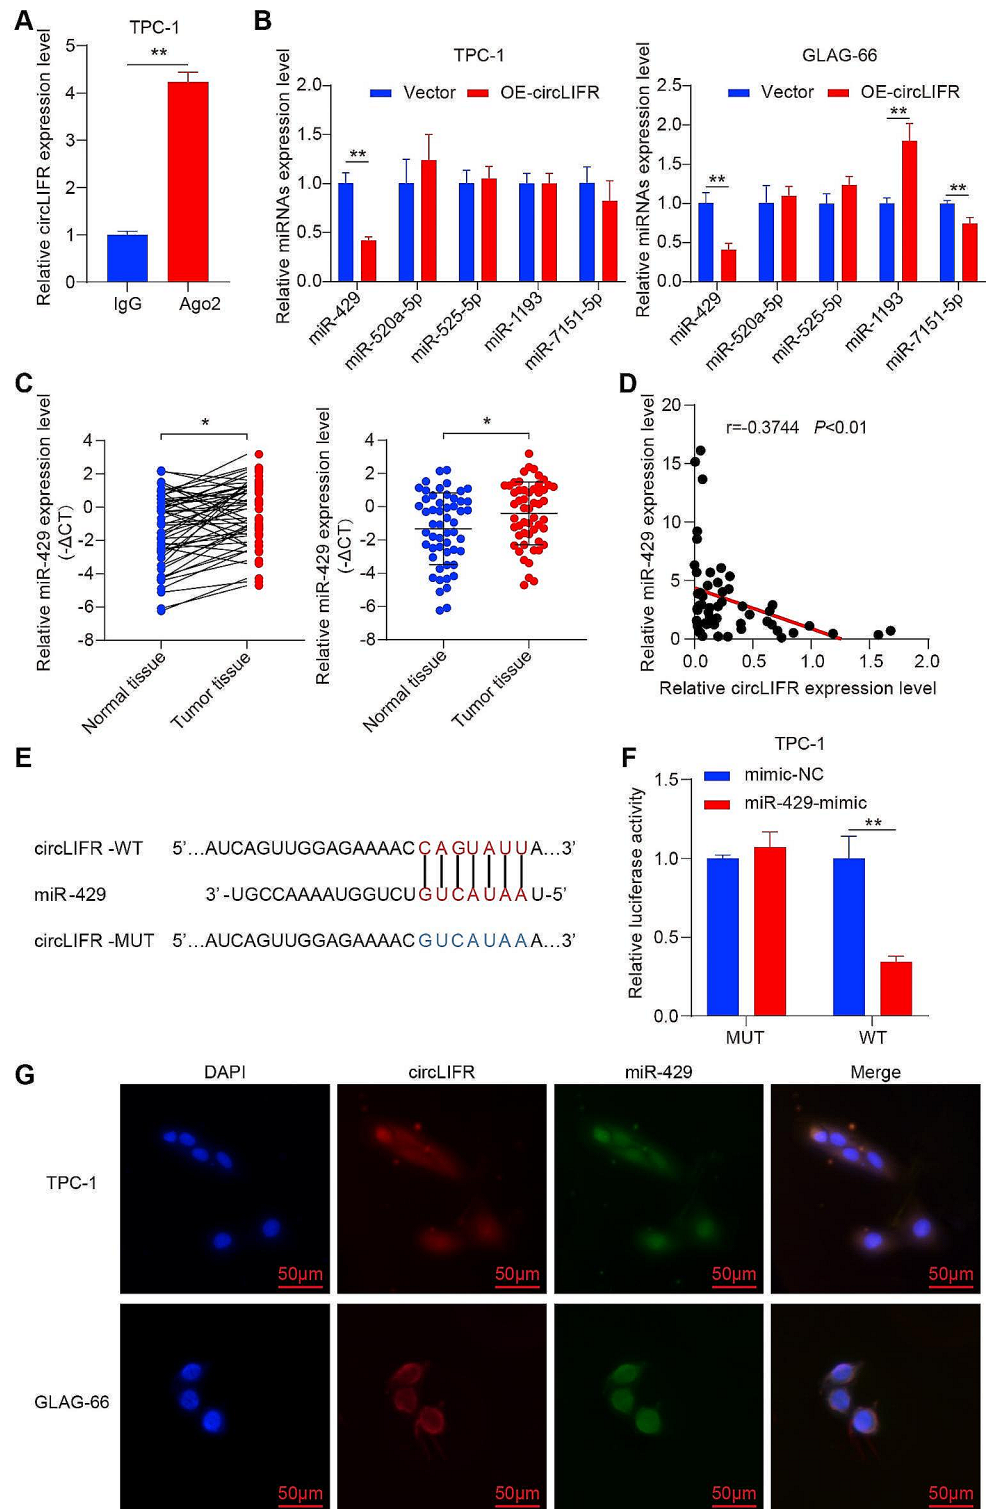 A
TPC-1
Relative circLIFR expression level
5
4
3
2
1
0
**
IgG
Ago2
B
TPC-1
Relative miRNAs expression level
2.0
1.5
1.0
0.5
0.0
Vector
OE-circLIFR
**
miR-429
miR-520a-5p
miR-525-5p
miR-1193
miR-7151-5p
GLAG-66
Relative miRNAs expression level
2.5
2.0
1.5
1.0
0.5
0.0
Vector
OE-circLIFR
**
**
**
miR-429
miR-520a-5p
miR-525-5p
miR-1193
miR-7151-5p
C
Relative miR-429 expression level
(-ΔCT)
4
2
0
-2
-4
-6
-8
*
Normal tissue
Tumor tissue
Relative miR-429 expression level
(-ΔCT)
4
2
0
-2
-4
-6
-8
*
Normal tissue
Tumor tissue
D
Relative miR-429 expression level
20
15
10
5
0
r=-0.3744 P<0.01
0.0 0.5 1.0 1.5 2.0
Relative circLIFR expression level
E
circLIFR -WT 5’...AUCAGUUGGAGAAAACCAGUAUUA...3’
miR-429 3’-UGCCAAAAUGGUCUGUCAUAAU-5’
circLIFR -MUT 5’...AUCAGUUGGAGAAAACGUCAUAAA...3’
F
TPC-1
Relative luciferase activity
1.5
1.0
0.5
0.0
mimic-NC
miR-429-mimic
**
MUT
WT
G
DAPI circLIFR miR-429 Merge
TPC-1
50μm 50μm 50μm 50μm
GLAG-66
50μm 50μm 50μm 50μm